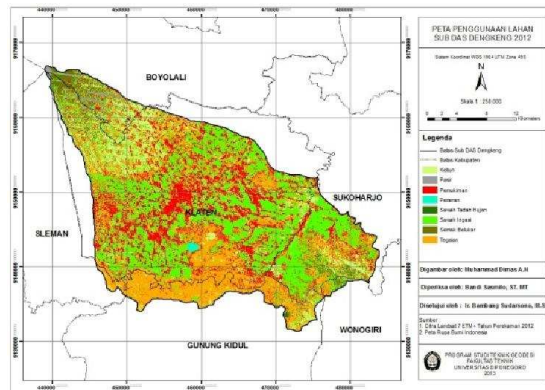 PETA PENGGUNAAN LAHAN
SUB DAS DENGKENG 2012
N
Skala 1 : 250.000
Legenda
Batas Sub DAS Dengkeng
Batas Kabupaten
Kebun
Pasir
Pemukiman
Perairan
Sawah Tadah Hujan
Sawah Irigasi
Semak Belukar
Tegalan
BOYOLALI
SUKOHARJO
KLATEN
SLEMAN
WONOGIRI
GUNUNG KIDUL
Digambar oleh: Muhammad Dimas A.N
Diperiksa oleh : Bandi Sasmito, ST. MT
Disetujui oleh : Ir. Bambang Sudarsono, M.S
Sumber :
1. Citra Landsat 7 ETM+ Tahun Perekaman 2012
2. Peta Rupa Bumi Indonesia
PROGRAM STUDI TEKNIK GEODESI
FAKULTAS TEKNIK
UNIVERSITAS DIPONEGORO
2013